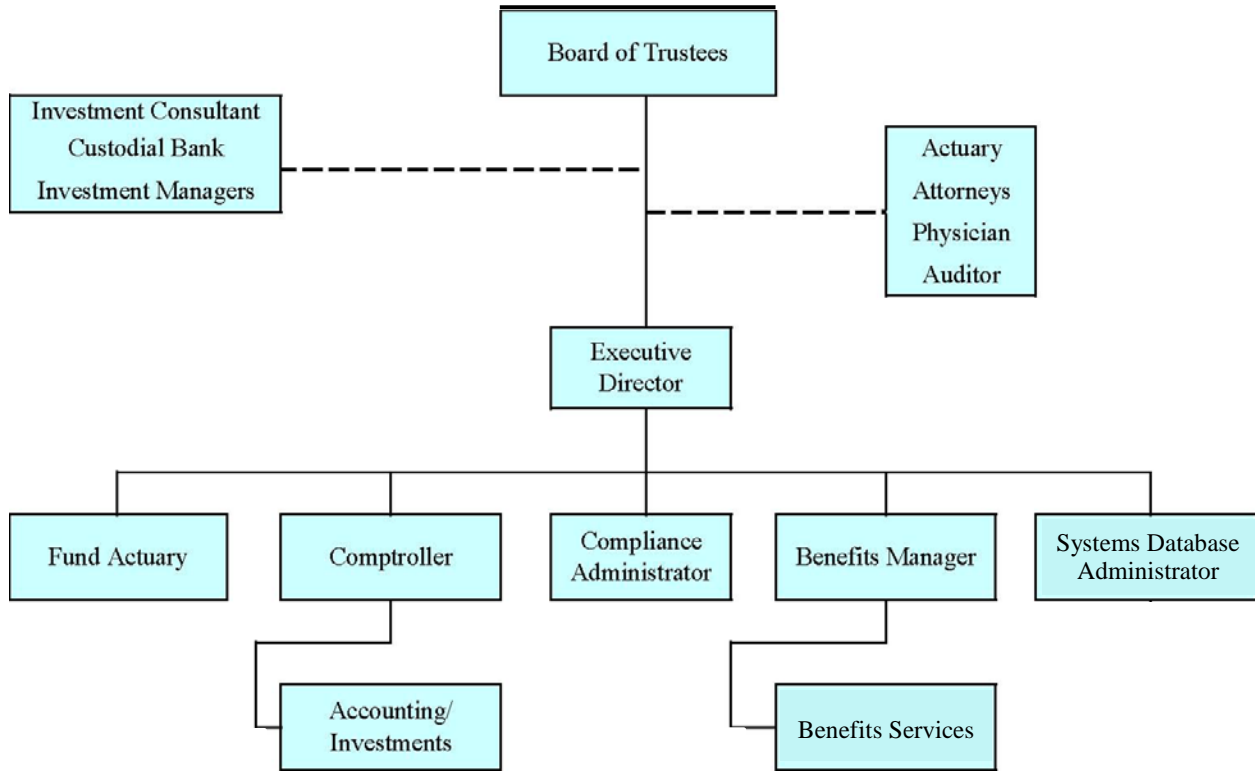 Board of Trustees
Investment Consultant
Custodial Bank
Investment Managers
Actuary
Attorneys
Physician
Auditor
Executive
Director
Fund Actuary
Comptroller
Compliance
Administrator
Benefits Manager
Systems Database
Administrator
Accounting/
Investments
Benefits Services